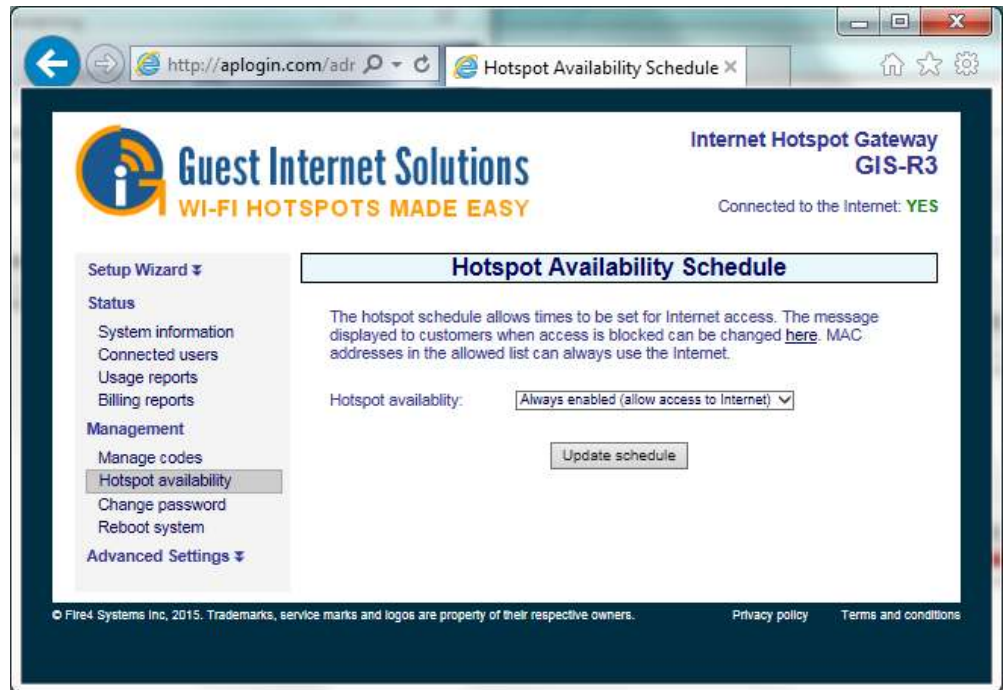 http://aplogin.com/adr
Hotspot Availability Schedule
Guest Internet Solutions
WI-FI HOTSPOTS MADE EASY
Internet Hotspot Gateway
GIS-R3
Connected to the Internet: YES
Setup Wizard
Status
System information
Connected users
Usage reports
Billing reports
Management
Manage codes
Hotspot availability
Change password
Reboot system
Advanced Settings
Hotspot Availability Schedule
The hotspot schedule allows times to be set for Internet access. The message
displayed to customers when access is blocked can be changed here. MAC
addresses in the allowed list can always use the Internet.
Hotspot availablity: Always enabled (allow access to Internet)
Update schedule
© Fire4 Systems Inc, 2015. Trademarks, service marks and logos are property of their respective owners. Privacy policy Terms and conditions